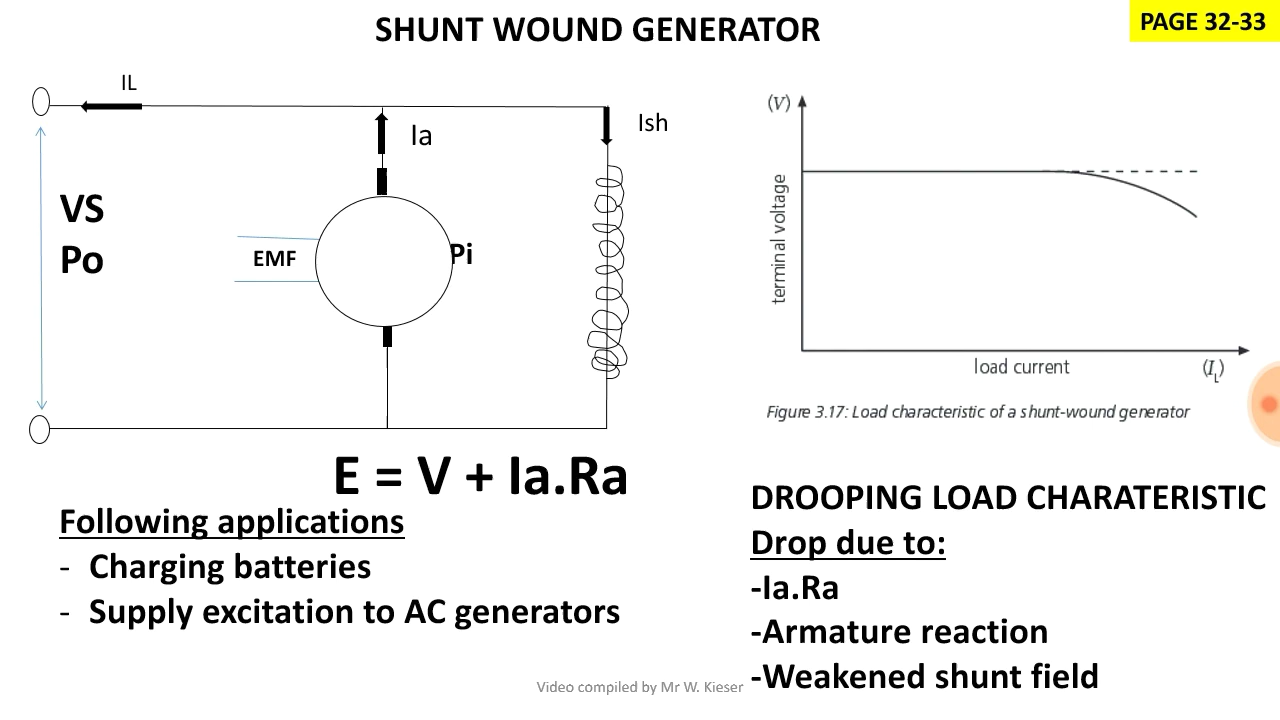 SHUNT WOUND GENERATOR
PAGE 32-33
IL
Ia
Ish
VS
Po
EMF
Pi
E = V + Ia.Ra
Following applications
- Charging batteries
- Supply excitation to AC generators
(V)
terminal voltage
load current
(IL)
Figure 3.17: Load characteristic of a shunt-wound generator
DROOPING LOAD CHARATERISTIC
Drop due to:
-Ia.Ra
-Armature reaction
-Weakened shunt field
Video compiled by Mr W. Kieser